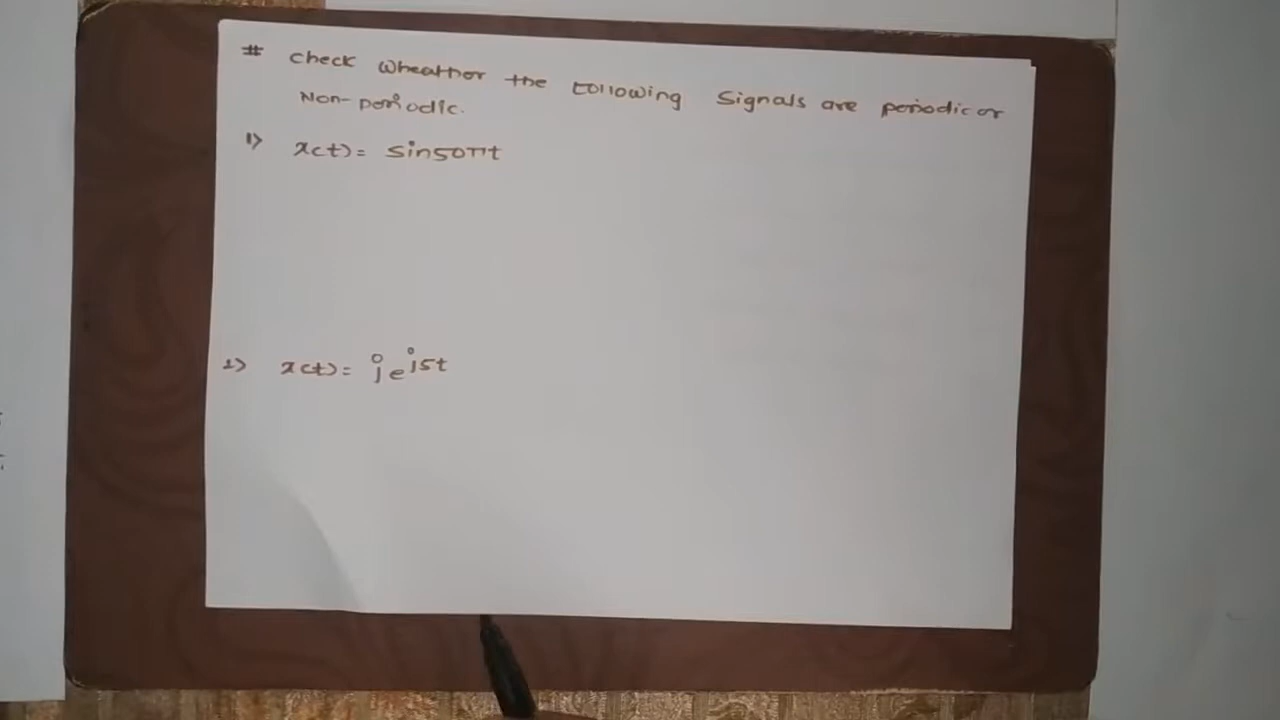 # check wheather the following Signals are periodic or
Non-periodic.
1) x(t)= sin50πt
2) x(t)= je^j5t